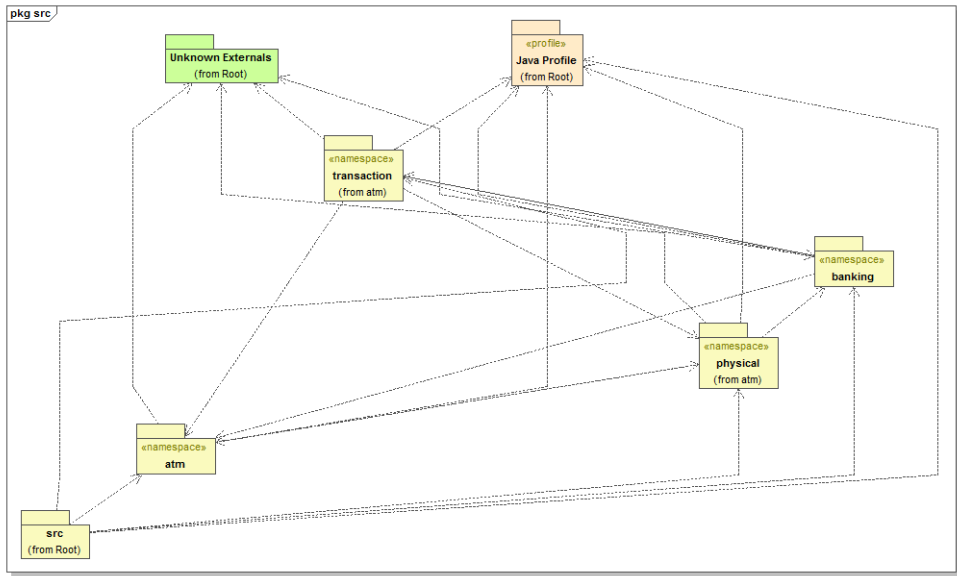 pkg src
«profile»
Java Profile
(from Root)
Unknown Externals
(from Root)
«namespace»
transaction
(from atm)
«namespace»
banking
«namespace»
physical
(from atm)
«namespace»
atm
src
(from Root)